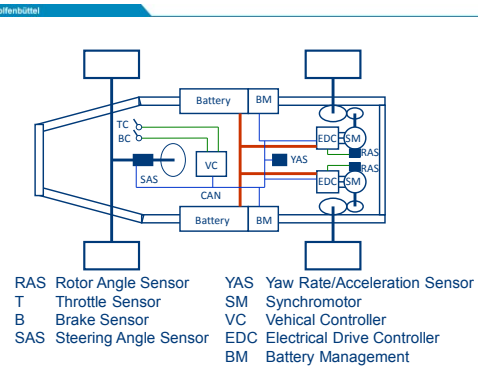 olfenbüttel
Battery BM
TC
BC
EDC SM
RAS
VC
YAS
RAS
SAS
EDC SM
CAN
Battery BM
RAS Rotor Angle Sensor YAS Yaw Rate/Acceleration Sensor
T Throttle Sensor SM Synchromotor
B Brake Sensor VC Vehical Controller
SAS Steering Angle Sensor EDC Electrical Drive Controller
BM Battery Management